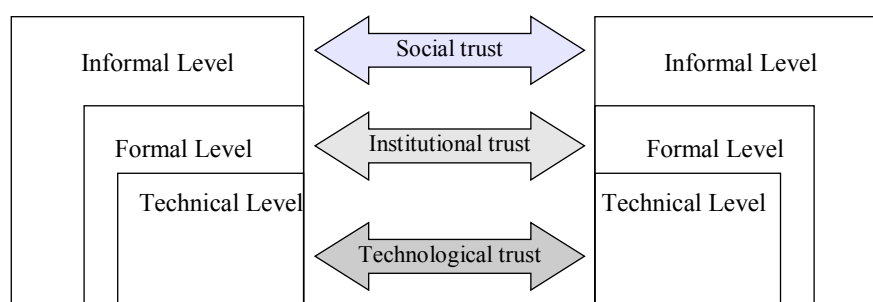 Social trust
Informal Level
Informal Level
Institutional trust
Formal Level
Formal Level
Technical Level
Technical Level
Technological trust